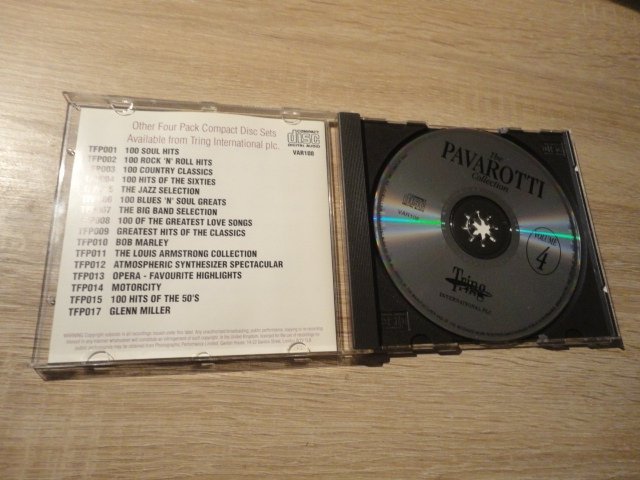 Other Four Pack Compact Disc Sets
Available from Tring International plc.
COMPACT
disc
DIGITAL AUDIO
VAR108
TFP001 100 SOUL HITS
TFP002 100 ROCK 'N' ROLL HITS
TFP003 100 COUNTRY CLASSICS
100 HITS OF THE SIXTIES
THE JAZZ SELECTION
100 BLUES 'N' SOUL GREATS
THE BIG BAND SELECTION
100 OF THE GREATEST LOVE SONGS
TFP009 GREATEST HITS OF THE CLASSICS
TFP010 BOB MARLEY
TFP011 THE LOUIS ARMSTRONG COLLECTION
TFP012 ATMOSPHERIC SYNTHESIZER SPECTACULAR
TFP013 OPERA - FAVOURITE HIGHLIGHTS
TFP014 MOTORCITY
TFP015 100 HITS OF THE 50'S
TFP017 GLENN MILLER
The
PAVAROTTI
Collection
disc
VAR108
VOLUME
4
Tring
INTERNATIONAL PLC